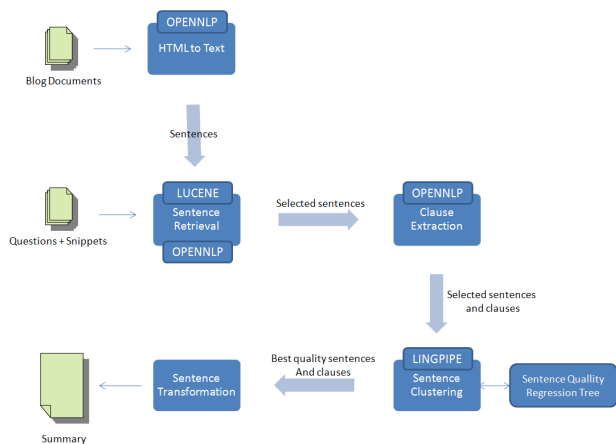 OPENNLP
HTML to Text
Blog Documents
Sentences
LUCENE
Sentence
Retrieval
OPENNLP
Questions + Snippets
Selected sentences
OPENNLP
Clause
Extraction
Selected sentences
and clauses
LINGPIPE
Sentence
Clustering
Sentence Quallity
Regression Tree
Best quality sentences
And clauses
Sentence
Transformation
Summary